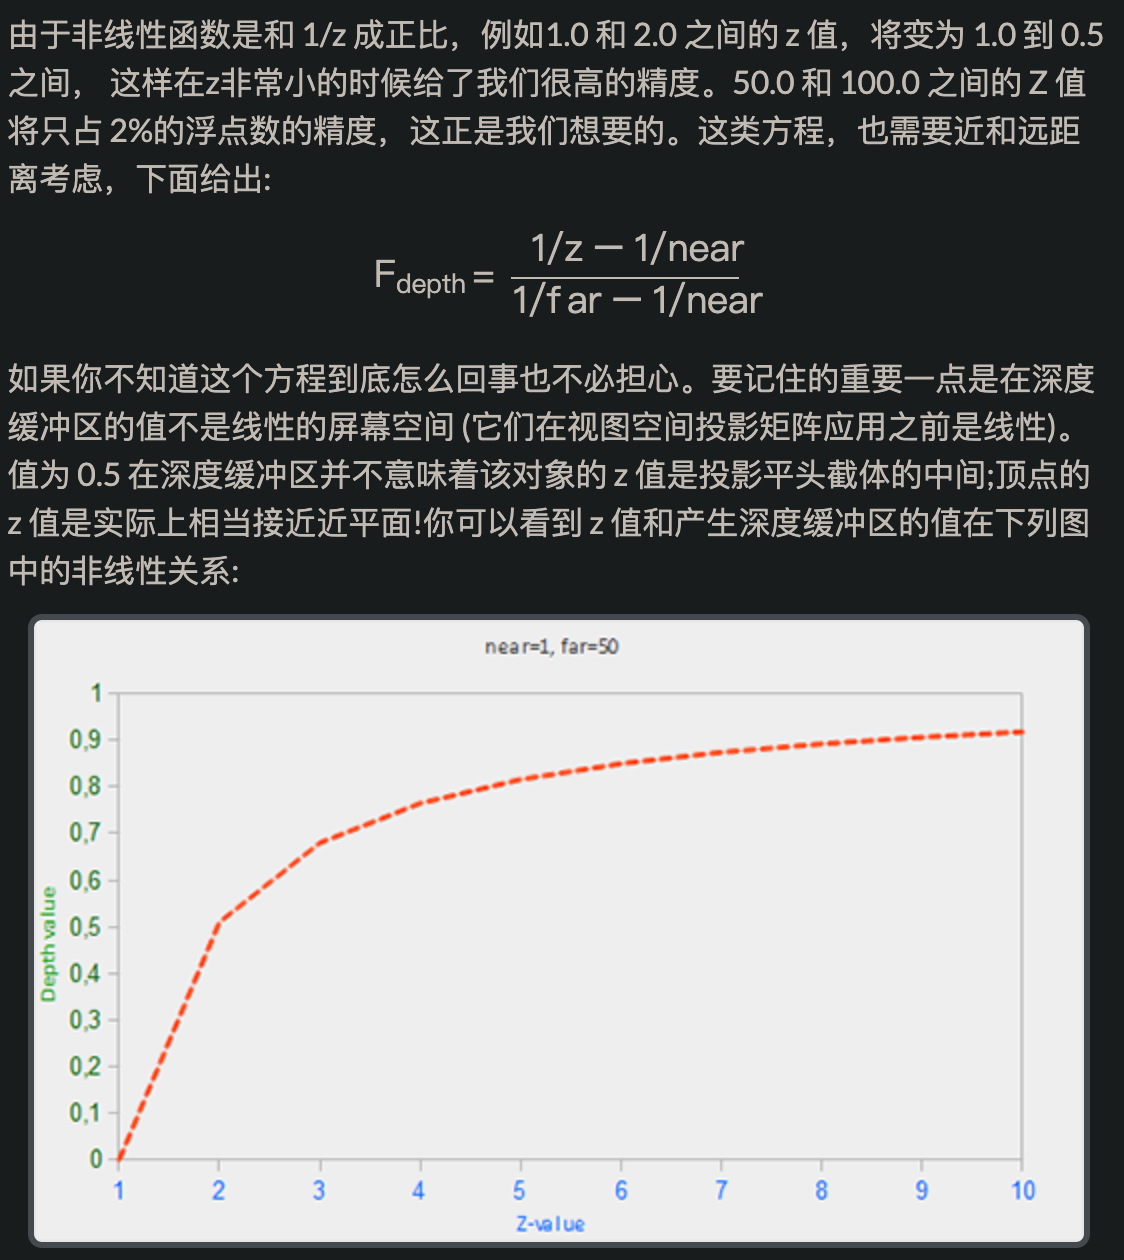 由于非线性函数是和 1/z 成正比，例如1.0 和 2.0 之间的 z 值，将变为 1.0 到 0.5
之间， 这样在z非常小的时候给了我们很高的精度。50.0 和 100.0 之间的 Z 值
将只占 2%的浮点数的精度，这正是我们想要的。这类方程，也需要近和远距
离考虑，下面给出:
1/z − 1/near
F_depth =
1/far − 1/near
如果你不知道这个方程到底怎么回事也不必担心。要记住的重要一点是在深度
缓冲区的值不是线性的屏幕空间 (它们在视图空间投影矩阵应用之前是线性)。
值为 0.5 在深度缓冲区并不意味着该对象的 z 值是投影平头截体的中间;顶点的
z 值是实际上相当接近近平面!你可以看到 z 值和产生深度缓冲区的值在下列图
中的非线性关系:
near=1, far=50
1
0,9
0,8
0,7
0,6
0,5
0,4
0,3
0,2
0,1
0
Depth value
1 2 3 4 5 6 7 8 9 10
Z-value